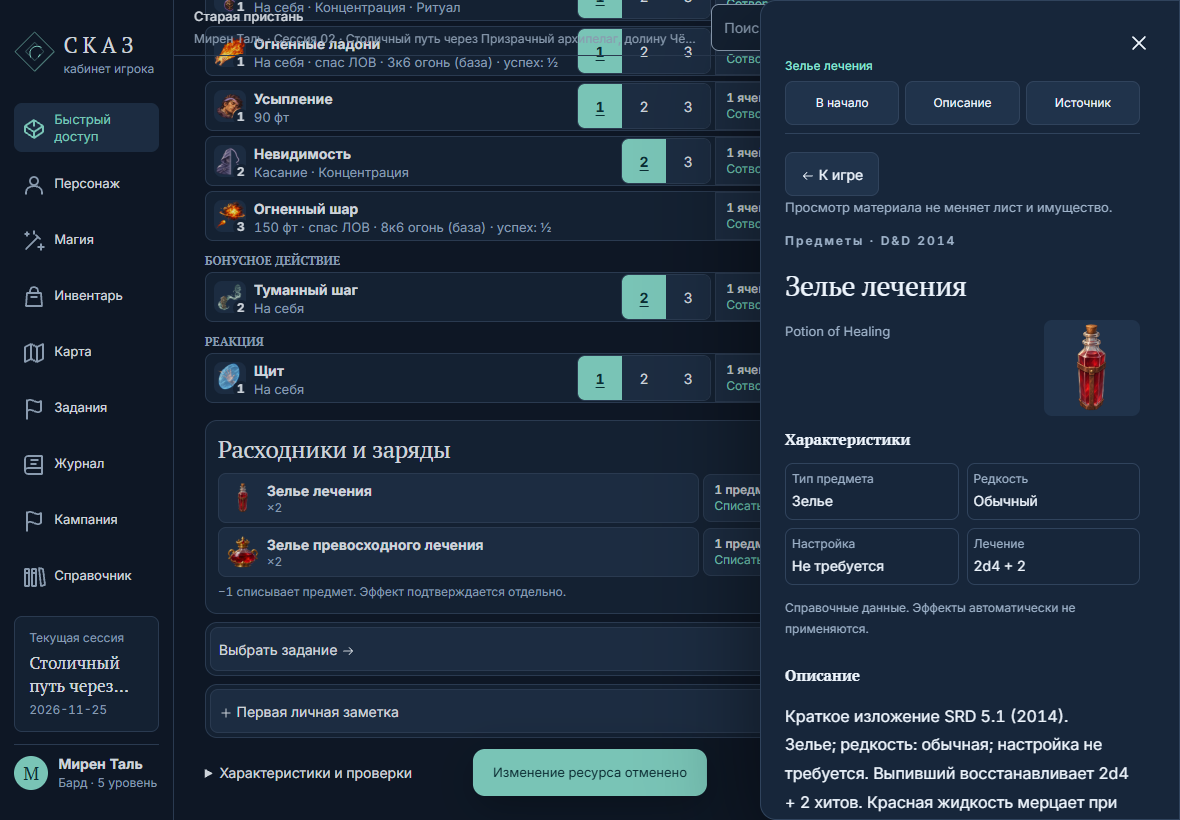 СКАЗ
кабинет игрока
Быстрый
доступ
Персонаж
Магия
Инвентарь
Карта
Задания
Журнал
Кампания
Справочник
Текущая сессия
Столичный
путь через...
2026-11-25
М
Мирен Таль
Бард · 5 уровень
1
На себя · Концентрация · Ритуал
Старая пристань
Мирен Таль · Сессия 02 · Столичный путь через Призрачный архипелаг, долину Чё...
Поис
Огненные ладони
1
На себя · спас ЛОВ · 3к6 огонь (база) · успех: ½
1 2 3
Сотво
Усыпление
1
90 фт
1 2 3
1 яче
Сотво
Невидимость
2
Касание · Концентрация
2 3
1 яче
Сотво
Огненный шар
3
150 фт · спас ЛОВ · 8к6 огонь (база) · успех: ½
1 яче
Сотво
БОНУСНОЕ ДЕЙСТВИЕ
Туманный шаг
2
На себя
2 3
1 яче
Сотво
РЕАКЦИЯ
Щит
1
На себя
1 2 3
1 яче
Сотво
Расходники и заряды
Зелье лечения
×2
1 предм
Списать
Зелье превосходного лечения
×2
1 предм
Списать
−1 списывает предмет. Эффект подтверждается отдельно.
Выбрать задание →
+ Первая личная заметка
▶ Характеристики и проверки
Изменение ресурса отменено
×
Зелье лечения
В начало
Описание
Источник
← К игре
Просмотр материала не меняет лист и имущество.
Предметы · D&D 2014
Зелье лечения
Potion of Healing
Характеристики
Тип предмета
Зелье
Редкость
Обычный
Настройка
Не требуется
Лечение
2d4 + 2
Справочные данные. Эффекты автоматически не
применяются.
Описание
Краткое изложение SRD 5.1 (2014).
Зелье; редкость: обычная; настройка не
требуется. Выпивший восстанавливает 2d4
+ 2 хитов. Красная жидкость мерцает при